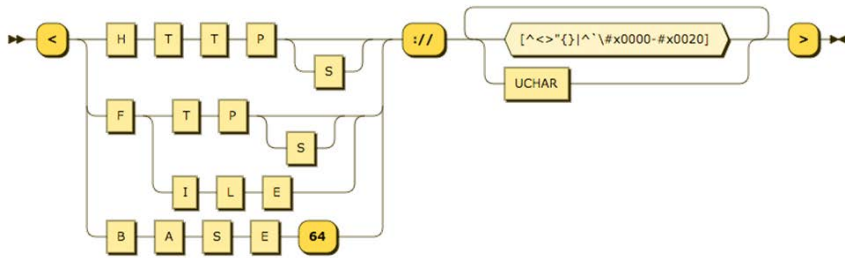 < H T T P S :// [^<>"{}|^`\#x0000-#x0020] >
UCHAR
F T P S
I L E
B A S E 64